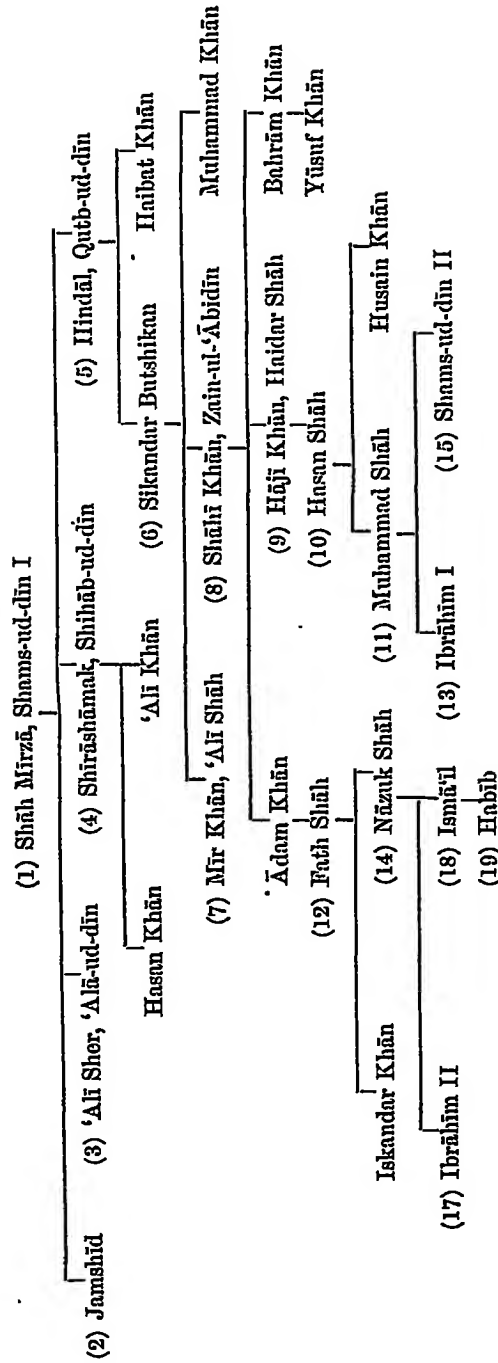 (1) Shāh Mīrzā, Shams-ud-dīn I
(2) Jamshīd (3) ‘Alī Sher, ‘Alā-ud-dīn (4) Shīrāshāmak, Shihāb-ud-dīn (5) Hindāl, Qutb-ud-dīn
Hasan Khān ‘Alī Khān (6) Sikandar Butshikan Haibat Khān
(7) Mīr Khān, ‘Alī Shāh (8) Shāhī Khān, Zain-ul-‘Ābidīn Muhammad Khān
Ādam Khān (9) Hājī Khān, Haidar Shāh Bahrām Khān
(12) Fath Shāh (10) Hasan Shāh Yūsuf Khān
Iskandar Khān (14) Nāzuk Shāh (11) Muhammad Shāh Husain Khān
(17) Ibrāhīm II (18) Ismā‘īl (13) Ibrāhīm I (15) Shams-ud-dīn II
(19) Habīb